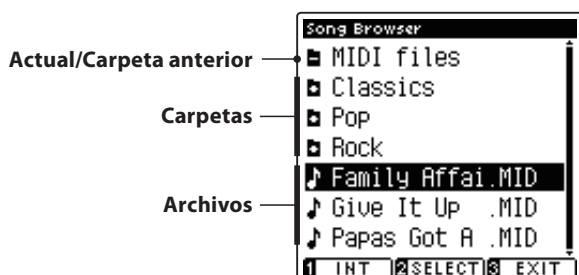 Song Browser
Actual/Carpeta anterior
MIDI files
Classics
Carpetas
Pop
Rock
Family Affai.MID
Archivos
Give It Up .MID
Papas Got A .MID
1 INT 2 SELECT 3 EXIT